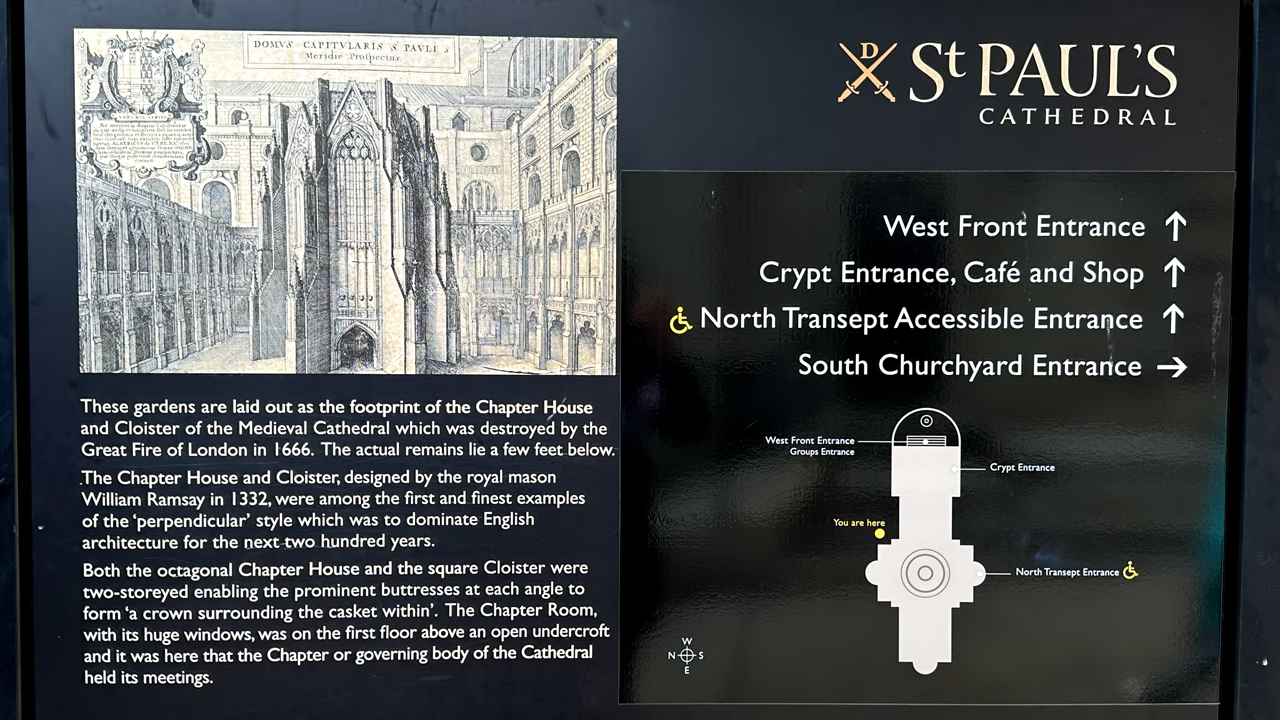 DOMVS CAPITVLARIS Sᵗ PAVLI a
Meridie Prospectus.
These gardens are laid out as the footprint of the Chapter House
and Cloister of the Medieval Cathedral which was destroyed by the
Great Fire of London in 1666. The actual remains lie a few feet below.
The Chapter House and Cloister, designed by the royal mason
William Ramsay in 1332, were among the first and finest examples
of the ‘perpendicular’ style which was to dominate English
architecture for the next two hundred years.
Both the octagonal Chapter House and the square Cloister were
two-storeyed enabling the prominent buttresses at each angle to
form ‘a crown surrounding the casket within’. The Chapter Room,
with its huge windows, was on the first floor above an open undercroft
and it was here that the Chapter or governing body of the Cathedral
held its meetings.
D
St PAUL'S
CATHEDRAL
West Front Entrance ↑
Crypt Entrance, Café and Shop ↑
North Transept Accessible Entrance ↑
South Churchyard Entrance →
West Front Entrance
Groups Entrance
Crypt Entrance
You are here
North Transept Entrance
W
N S
E